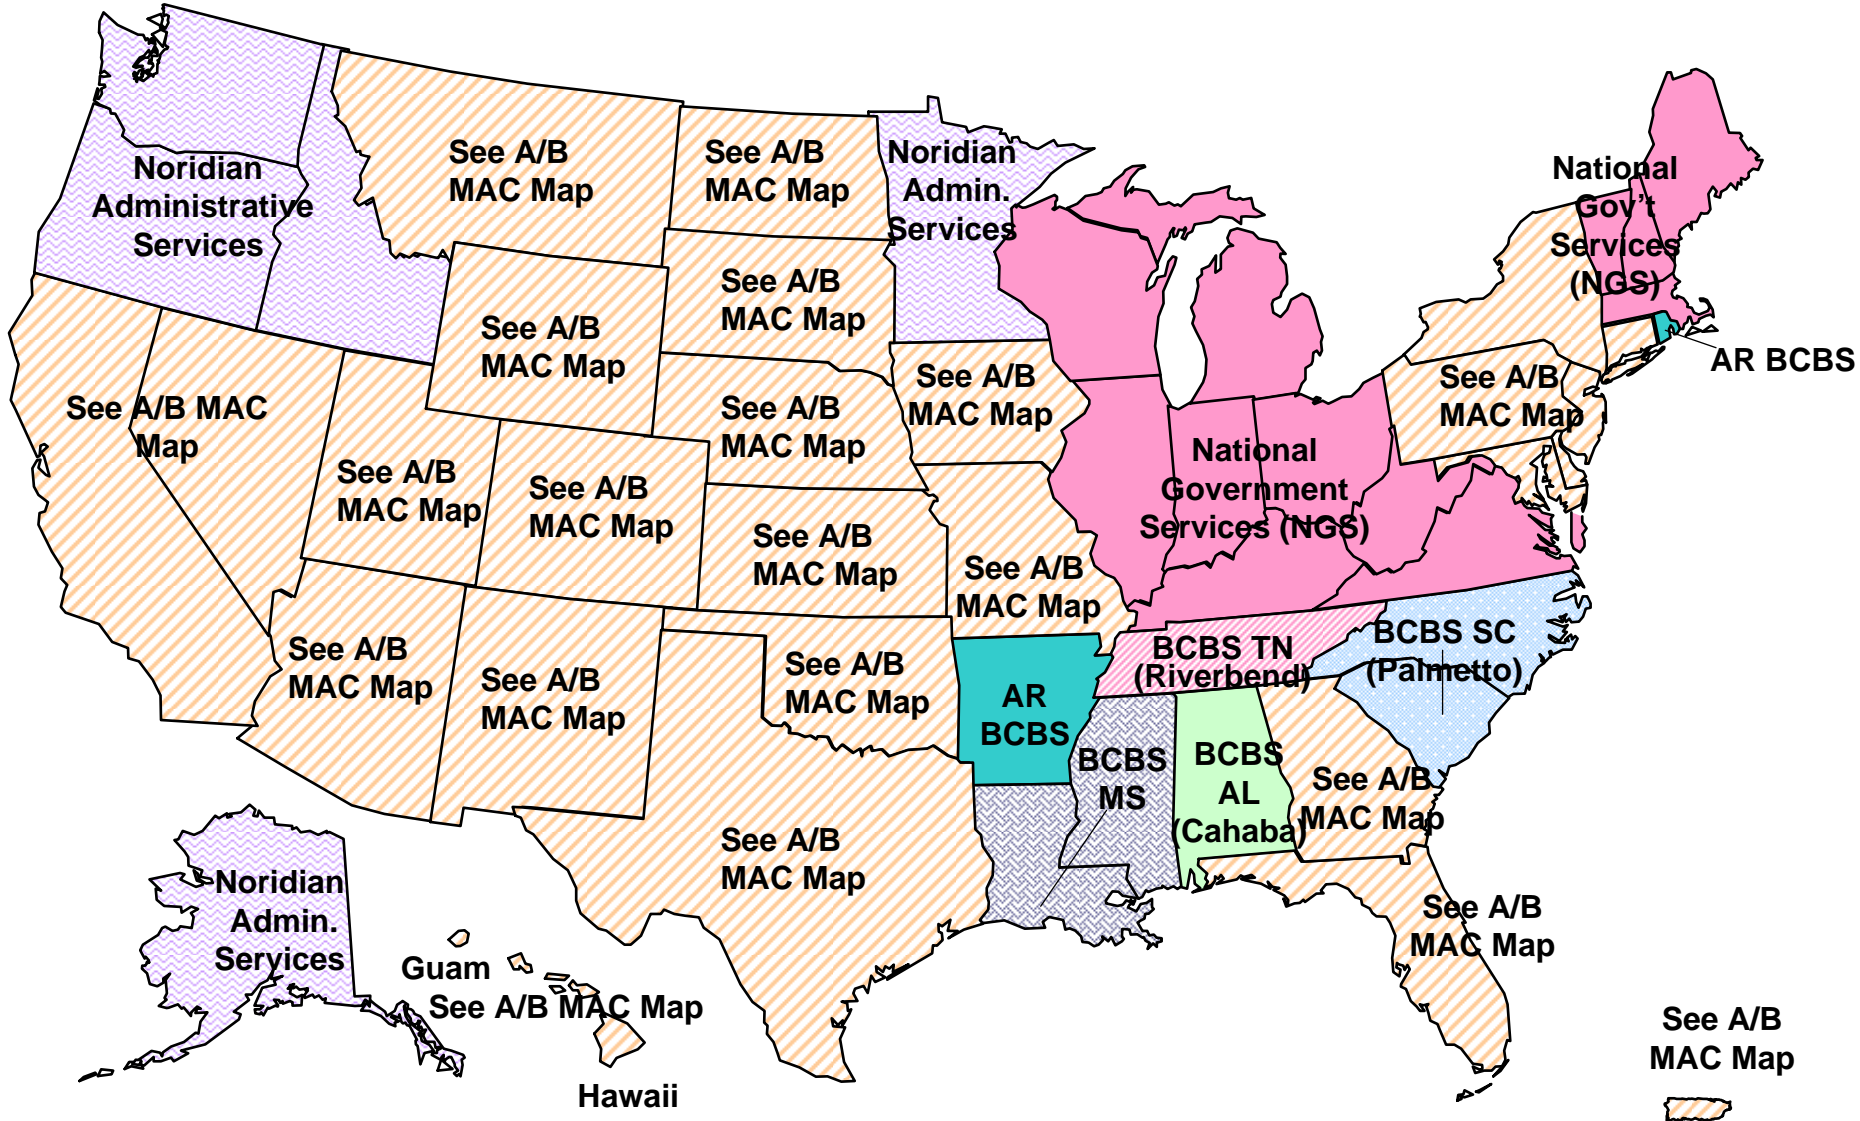 See A/B
MAC Map
See A/B
MAC Map
Noridian
Admin.
Services
National
Gov't
Services
(NGS)
Noridian
Administrative
Services
See A/B
MAC Map
See A/B
MAC Map
AR BCBS
See A/B MAC
Map
See A/B
MAC Map
See A/B
MAC Map
See A/B
MAC Map
See A/B
MAC Map
See A/B
MAC Map
See A/B
MAC Map
National
Government
Services (NGS)
See A/B
MAC Map
See A/B
MAC Map
See A/B
MAC Map
See A/B
MAC Map
See A/B
MAC Map
BCBS TN
(Riverbend)
BCBS SC
(Palmetto)
AR
BCBS
BCBS
MS
BCBS
AL
(Cahaba)
See A/B
MAC Map
See A/B
MAC Map
Noridian
Admin.
Services
See A/B
MAC Map
Guam
See A/B MAC Map
Hawaii
See A/B
MAC Map